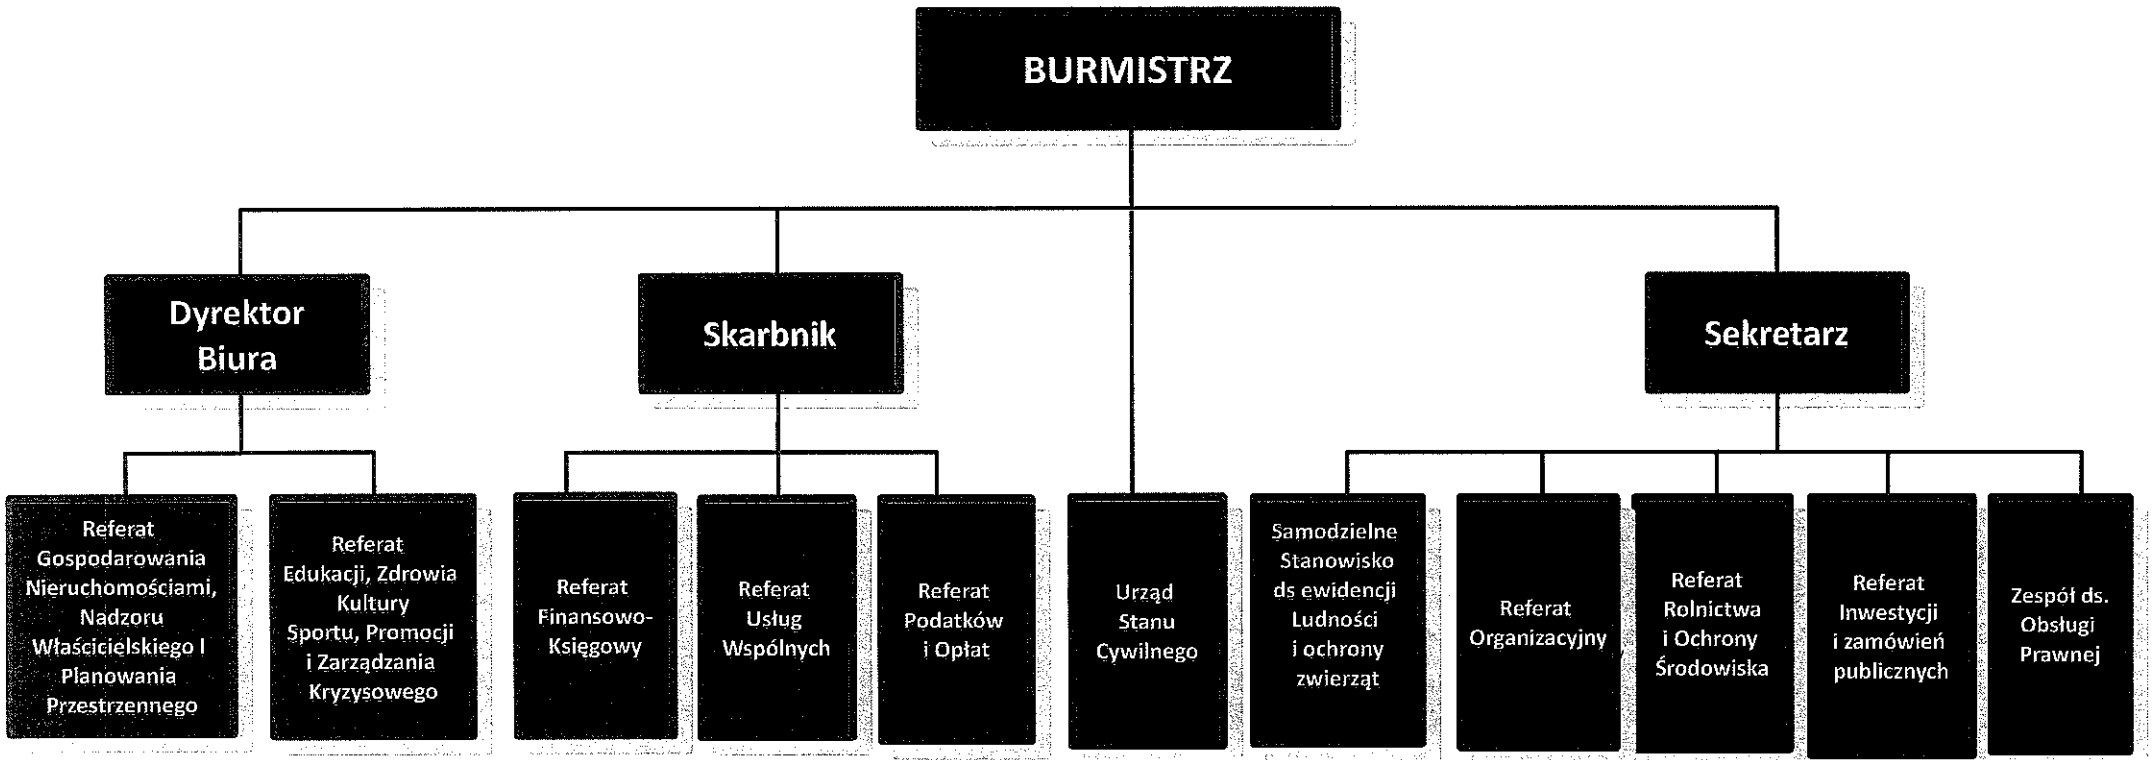 BURMISTRZ
Dyrektor
Biura
Skarbnik
Sekretarz
Referat
Gospodarowania
Nieruchomościami,
Nadzoru
Właścicielskiego I
Planowania
Przestrzennego
Referat
Edukacji, Zdrowia
Kultury
Sportu, Promocji
i Zarządzania
Kryzysowego
Referat
Finansowo-
Księgowy
Referat
Usług
Wspólnych
Referat
Podatków
i Opłat
Urząd
Stanu
Cywilnego
Samodzielne
Stanowisko
ds ewidencji
Ludności
i ochrony
zwierząt
Referat
Organizacyjny
Referat
Rolnictwa
i Ochrony
Środowiska
Referat
Inwestycji
i zamówień
publicznych
Zespół ds.
Obsługi
Prawnej